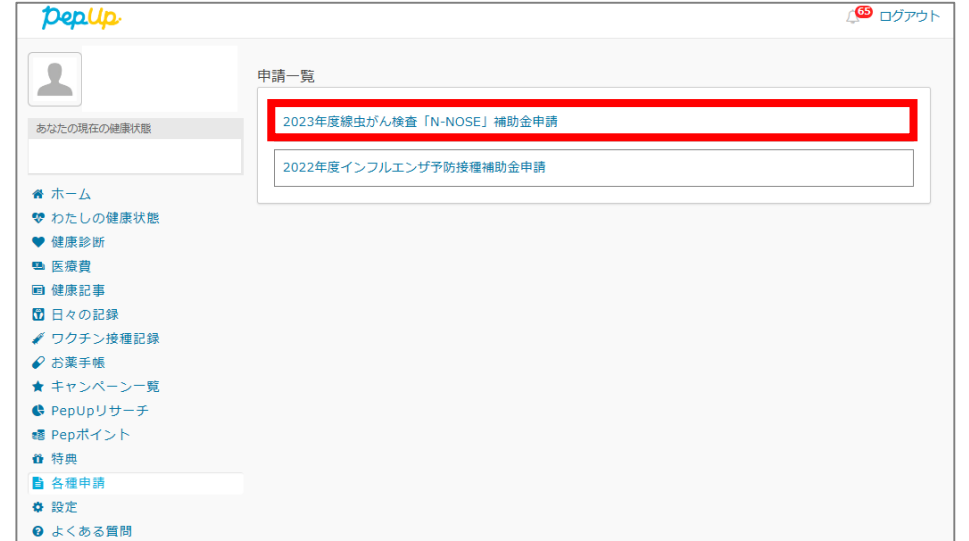 PepUp
65 ログアウト
あなたの現在の健康状態
ホーム
わたしの健康状態
健康診断
医療費
健康記事
日々の記録
ワクチン接種記録
お薬手帳
キャンペーン一覧
PepUpリサーチ
Pepポイント
特典
各種申請
設定
よくある質問
申請一覧
2023年度線虫がん検査「N-NOSE」補助金申請
2022年度インフルエンザ予防接種補助金申請